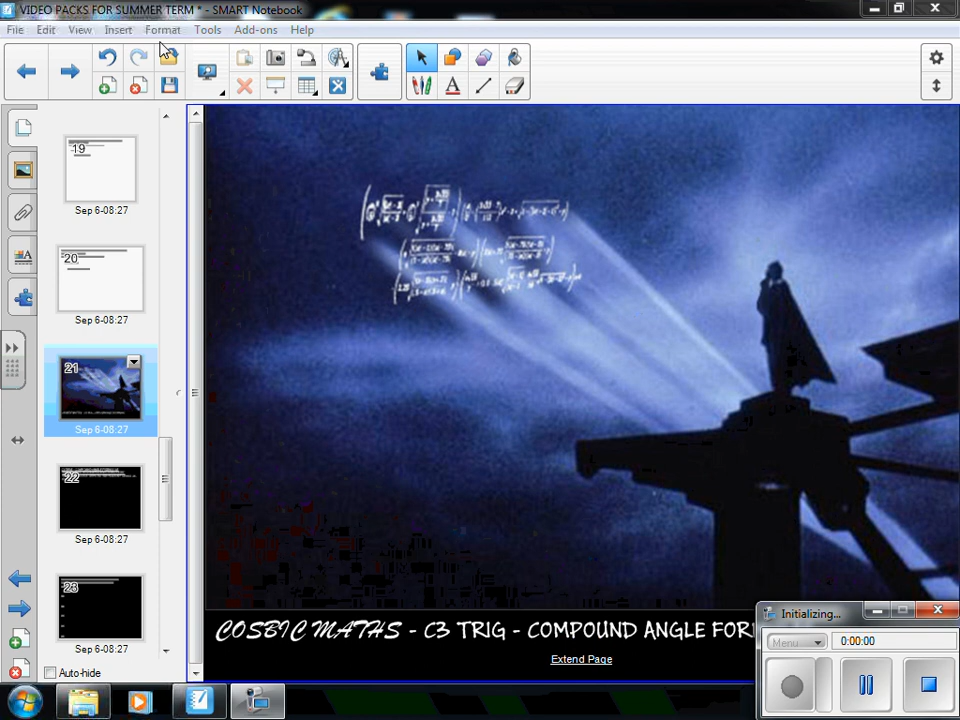 VIDEO PACKS FOR SUMMER TERM * - SMART Notebook
File Edit View Insert Format Tools Add-ons Help
19
Sep 6-08:27
20
Sep 6-08:27
21
Sep 6-08:27
22
Sep 6-08:27
23
Sep 6-08:27
Auto-hide
COSBIC MATHS - C3 TRIG - COMPOUND ANGLE FOR
Extend Page
Initializing...
Menu
0:00:00